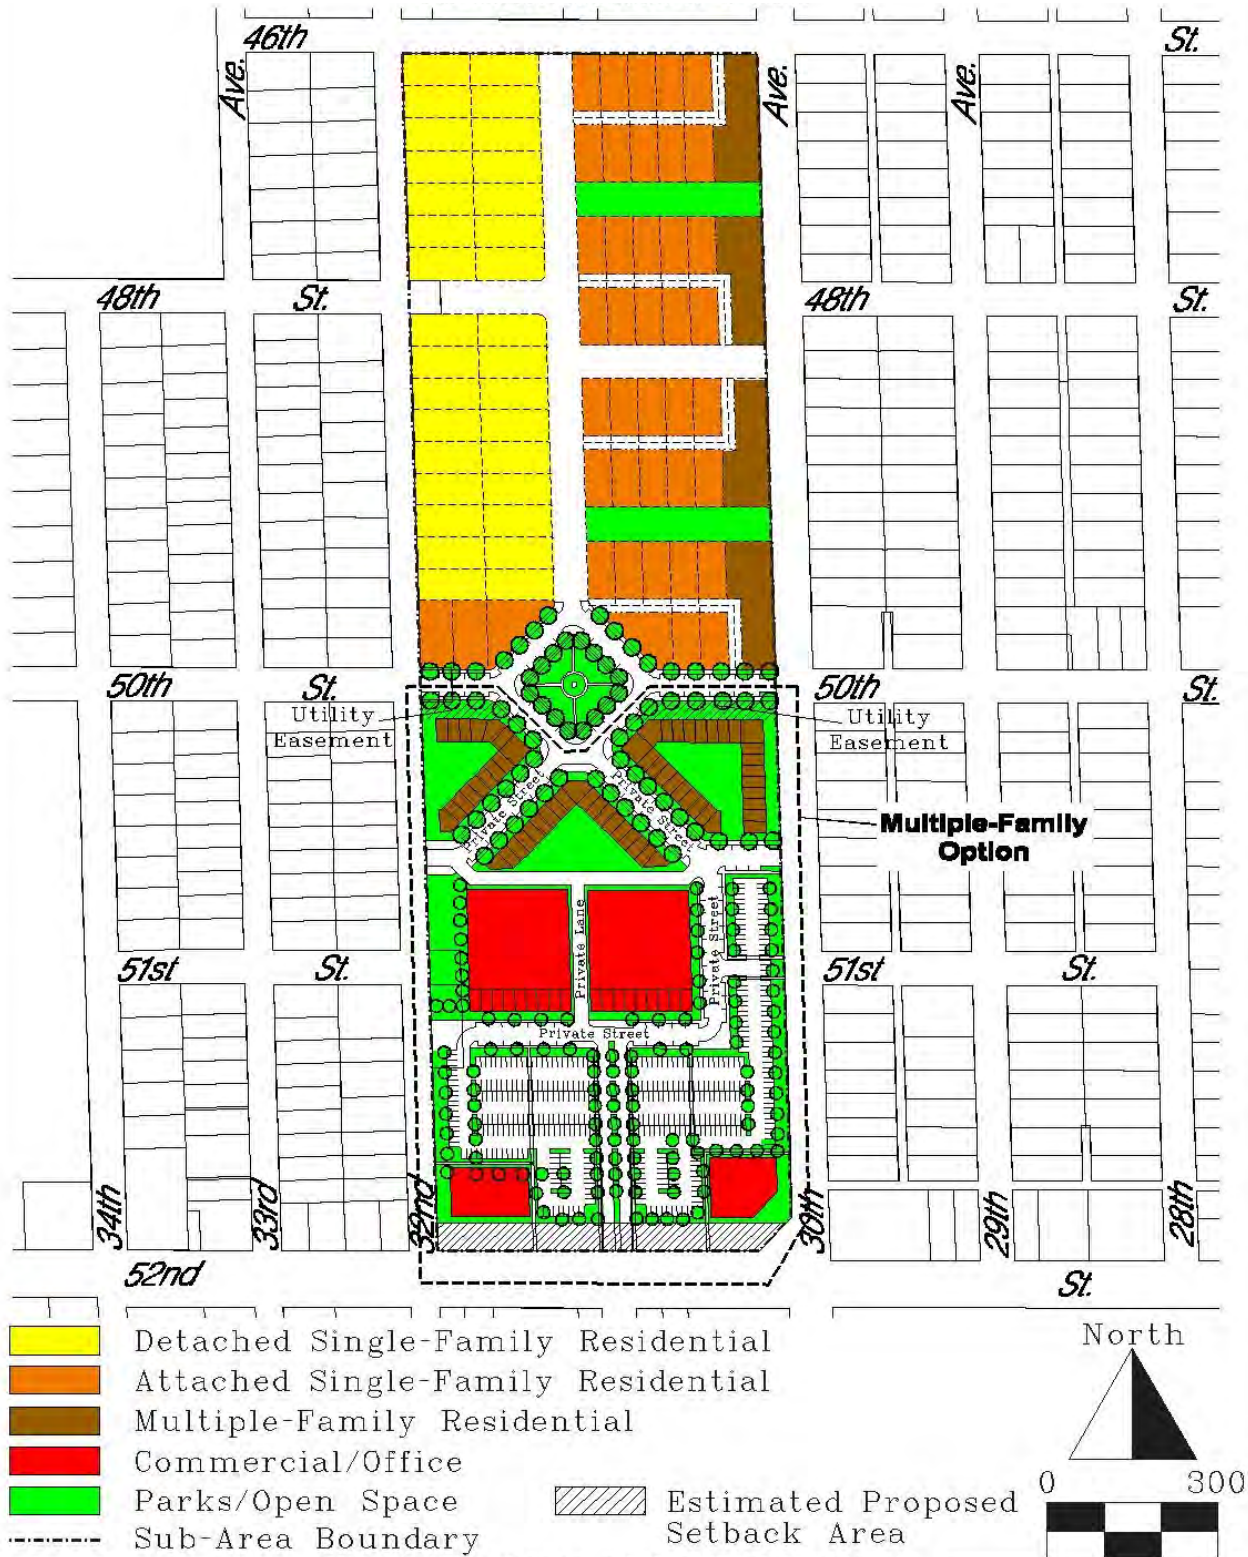 46th
St.
Ave.
Ave.
Ave.
48th
St.
48th
St.
50th
St.
50th
St.
Utility
Easement
Utility
Easement
Private Street
Private Street
Multiple-Family
Option
Private Lane
Private Street
51st
St.
51st
St.
Private Street
34th
33rd
32nd
30th
29th
28th
52nd
St.
Detached Single-Family Residential
Attached Single-Family Residential
Multiple-Family Residential
Commercial/Office
Parks/Open Space
Sub-Area Boundary
Estimated Proposed
Setback Area
North
0 300